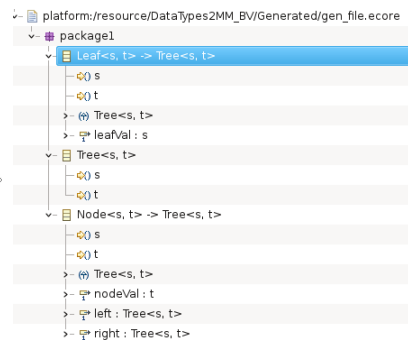 platform:/resource/DataTypes2MM_BV/Generated/gen_file.ecore
package1
Leaf<s, t> -> Tree<s, t>
s
t
Tree<s, t>
leafVal : s
Tree<s, t>
s
t
Node<s, t> -> Tree<s, t>
s
t
Tree<s, t>
nodeVal : t
left : Tree<s, t>
right : Tree<s, t>